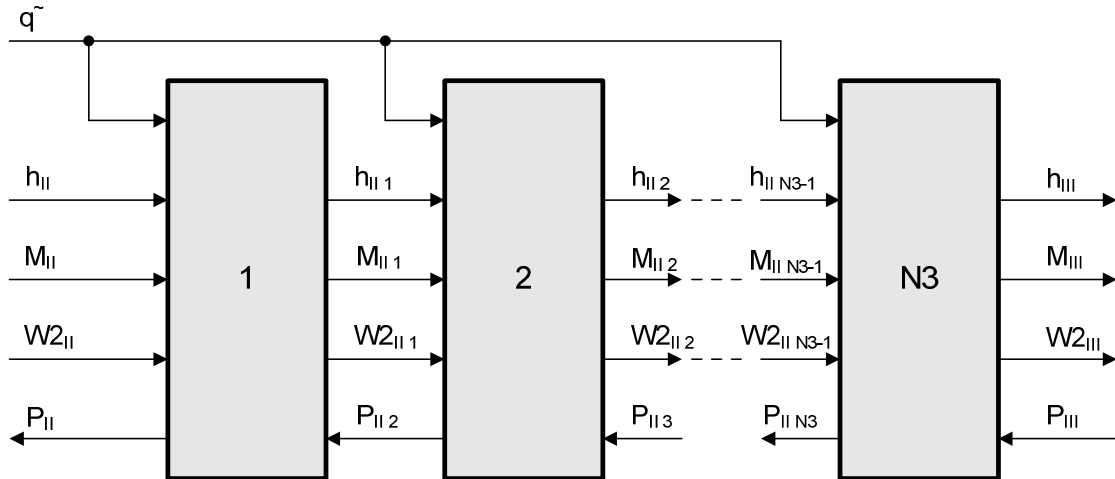 q~
h_II h_II 1 h_II 2 h_II N3-1 h_III
M_II 1 M_II 1 2 M_II 2 M_II N3-1 N3 M_III
W2_II W2_II 1 W2_II 2 W2_II N3-1 W2_III
P_II P_II 2 P_II 3 P_II N3 P_III